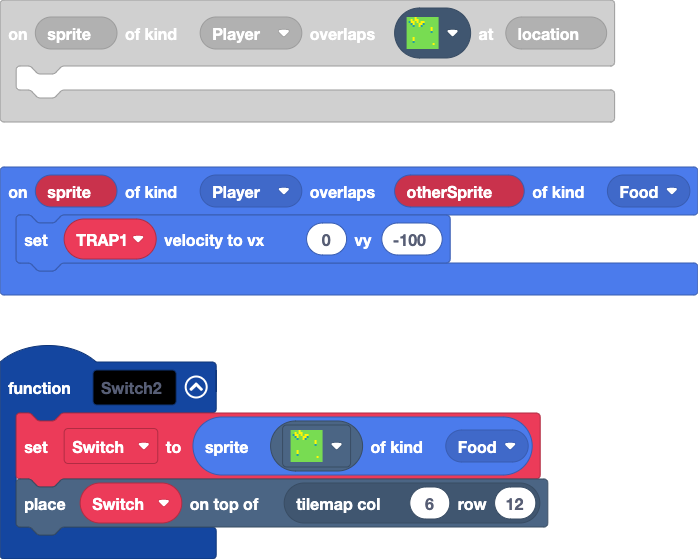 on sprite of kind Player overlaps at location
on sprite of kind Player overlaps otherSprite of kind Food
set TRAP1 velocity to vx 0 vy -100
function Switch2
set Switch to sprite of kind Food
place Switch on top of tilemap col 6 row 12